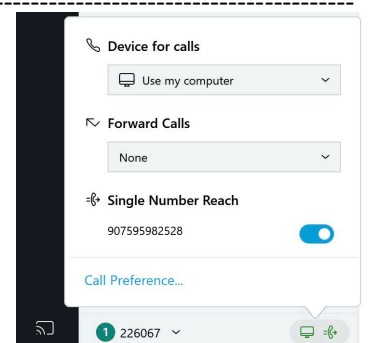 Device for calls
Use my computer
Forward Calls
None
Single Number Reach
907595982528
Call Preference...
1 226067